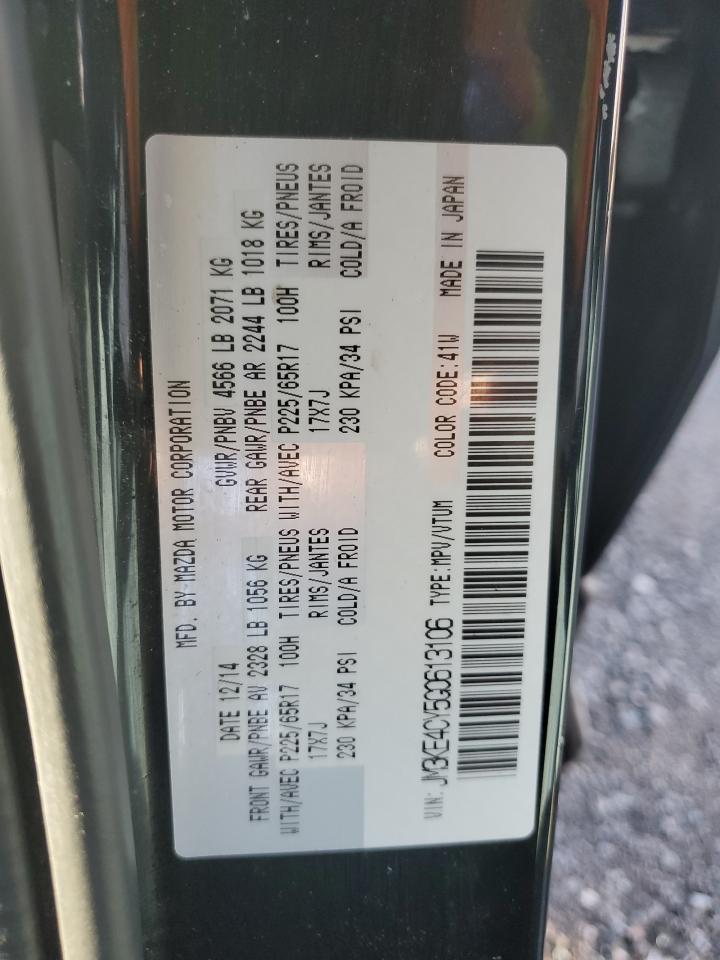 MFD. BY MAZDA MOTOR CORPORATION
DATE 12/14 GVWR/PNBV 4566 LB 2071 KG
FRONT GAWR/PNBE AV 2328 LB 1056 KG REAR GAWR/PNBE AR 2244 LB 1018 KG
WITH/AVEC P225/65R17 100H TIRES/PNEUS WITH/AVEC P225/65R17 100H TIRES/PNEUS
17X7J RIMS/JANTES 17X7J RIMS/JANTES
230 KPA/34 PSI COLD/A FROID 230 KPA/34 PSI COLD/A FROID
VIN: JM3KE4CY5G0613106 TYPE:MPV/VTUM COLOR CODE:41W MADE IN JAPAN